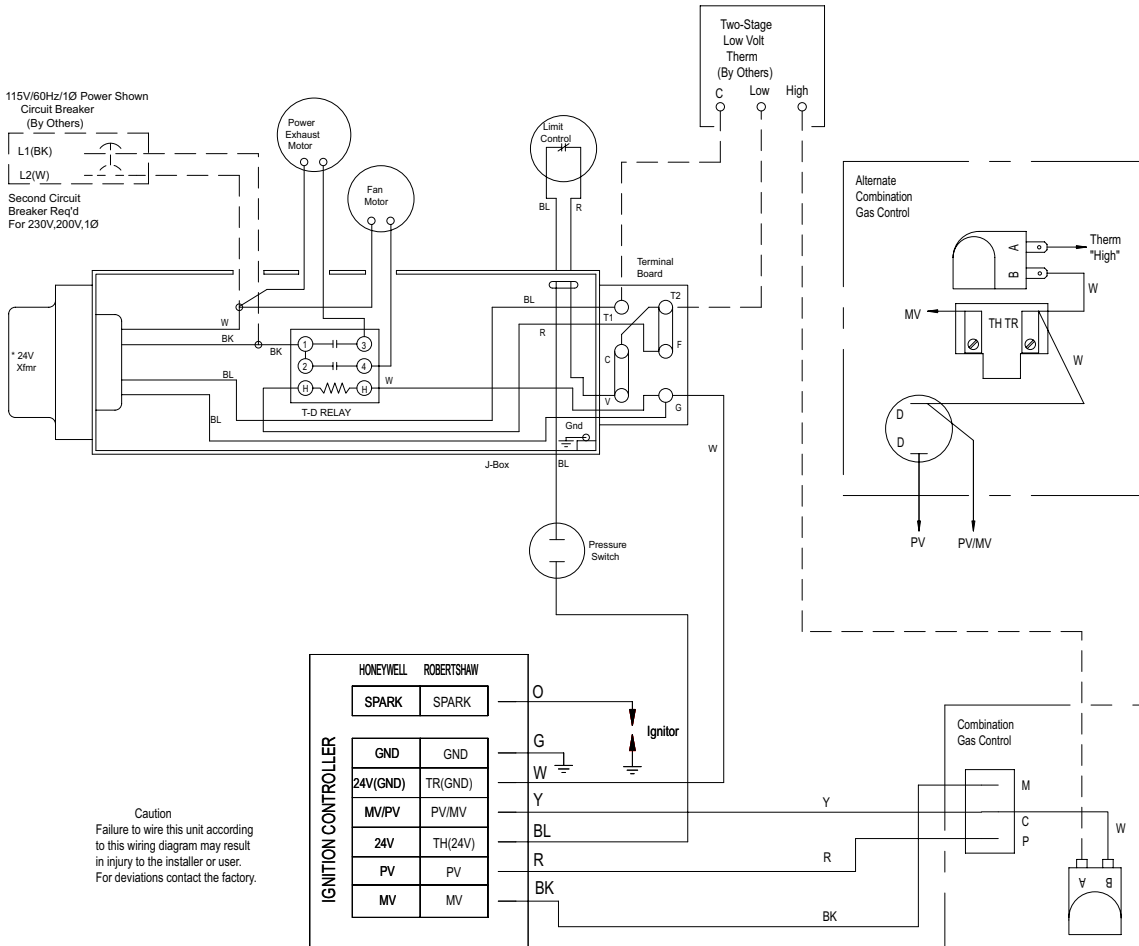 Two-Stage
Low Volt
Therm
(By Others)
C Low High
115V/60Hz/1Ø Power Shown
Circuit Breaker
(By Others)
L1(BK)
L2(W)
Second Circuit
Breaker Req'd
For 230V,200V,1Ø
Power
Exhaust
Motor
Fan
Motor
Limit
Control
BL R
Alternate
Combination
Gas Control
A
B
Therm
"High"
W
MV
TH TR
W
D
D
PV PV/MV
Terminal
Board
* 24V
Xfmr
W
BK
BK
BL
BL
1
3
2
4
H
H
W
T-D RELAY
BL
R
T1
T2
C
F
V
G
Gnd
J-Box
BL
W
Pressure
Switch
IGNITION CONTROLLER
HONEYWELL ROBERTSHAW
SPARK SPARK
GND GND
24V(GND) TR(GND)
MV/PV PV/MV
24V TH(24V)
PV PV
MV MV
O
G
W
Y
BL
R
BK
Ignitor
Y
R
BK
Combination
Gas Control
M
C
P
W
A B
Caution
Failure to wire this unit according
to this wiring diagram may result
in injury to the installer or user.
For deviations contact the factory.